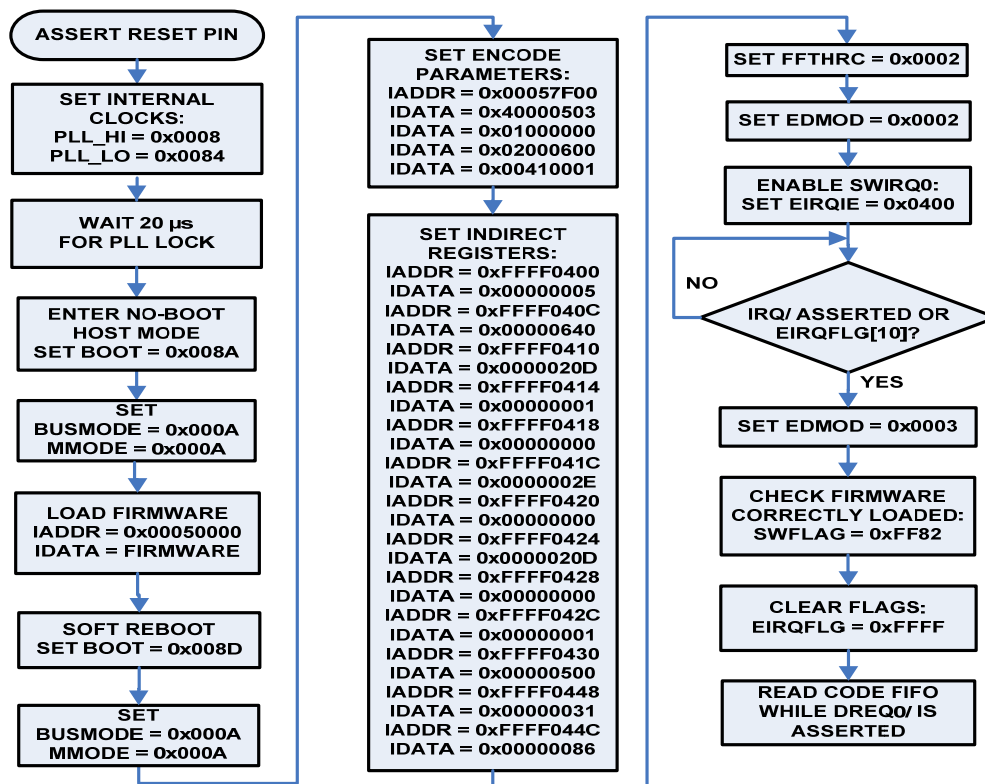 ASSERT RESET PIN
SET INTERNAL
CLOCKS:
PLL_HI = 0x0008
PLL_LO = 0x0084
WAIT 20 µs
FOR PLL LOCK
ENTER NO-BOOT
HOST MODE
SET BOOT = 0x008A
SET
BUSMODE = 0x000A
MMODE = 0x000A
LOAD FIRMWARE
IADDR = 0x00050000
IDATA = FIRMWARE
SOFT REBOOT
SET BOOT = 0x008D
SET
BUSMODE = 0x000A
MMODE = 0x000A
SET ENCODE
PARAMETERS:
IADDR = 0x00057F00
IDATA = 0x40000503
IDATA = 0x01000000
IDATA = 0x02000600
IDATA = 0x00410001
SET INDIRECT
REGISTERS:
IADDR = 0xFFFF0400
IDATA = 0x00000005
IADDR = 0xFFFF040C
IDATA = 0x00000640
IADDR = 0xFFFF0410
IDATA = 0x0000020D
IADDR = 0xFFFF0414
IDATA = 0x00000001
IADDR = 0xFFFF0418
IDATA = 0x00000000
IADDR = 0xFFFF041C
IDATA = 0x0000002E
IADDR = 0xFFFF0420
IDATA = 0x00000000
IADDR = 0xFFFF0424
IDATA = 0x0000020D
IADDR = 0xFFFF0428
IDATA = 0x00000000
IADDR = 0xFFFF042C
IDATA = 0x00000001
IADDR = 0xFFFF0430
IDATA = 0x00000500
IADDR = 0xFFFF0448
IDATA = 0x00000031
IADDR = 0xFFFF044C
IDATA = 0x00000086
SET FFTHRC = 0x0002
SET EDMOD = 0x0002
ENABLE SWIRQ0:
SET EIRQIE = 0x0400
NO
IRQ/ ASSERTED OR
EIRQFLG[10]?
YES
SET EDMOD = 0x0003
CHECK FIRMWARE
CORRECTLY LOADED:
SWFLAG = 0xFF82
CLEAR FLAGS:
EIRQFLG = 0xFFFF
READ CODE FIFO
WHILE DREQ0/ IS
ASSERTED